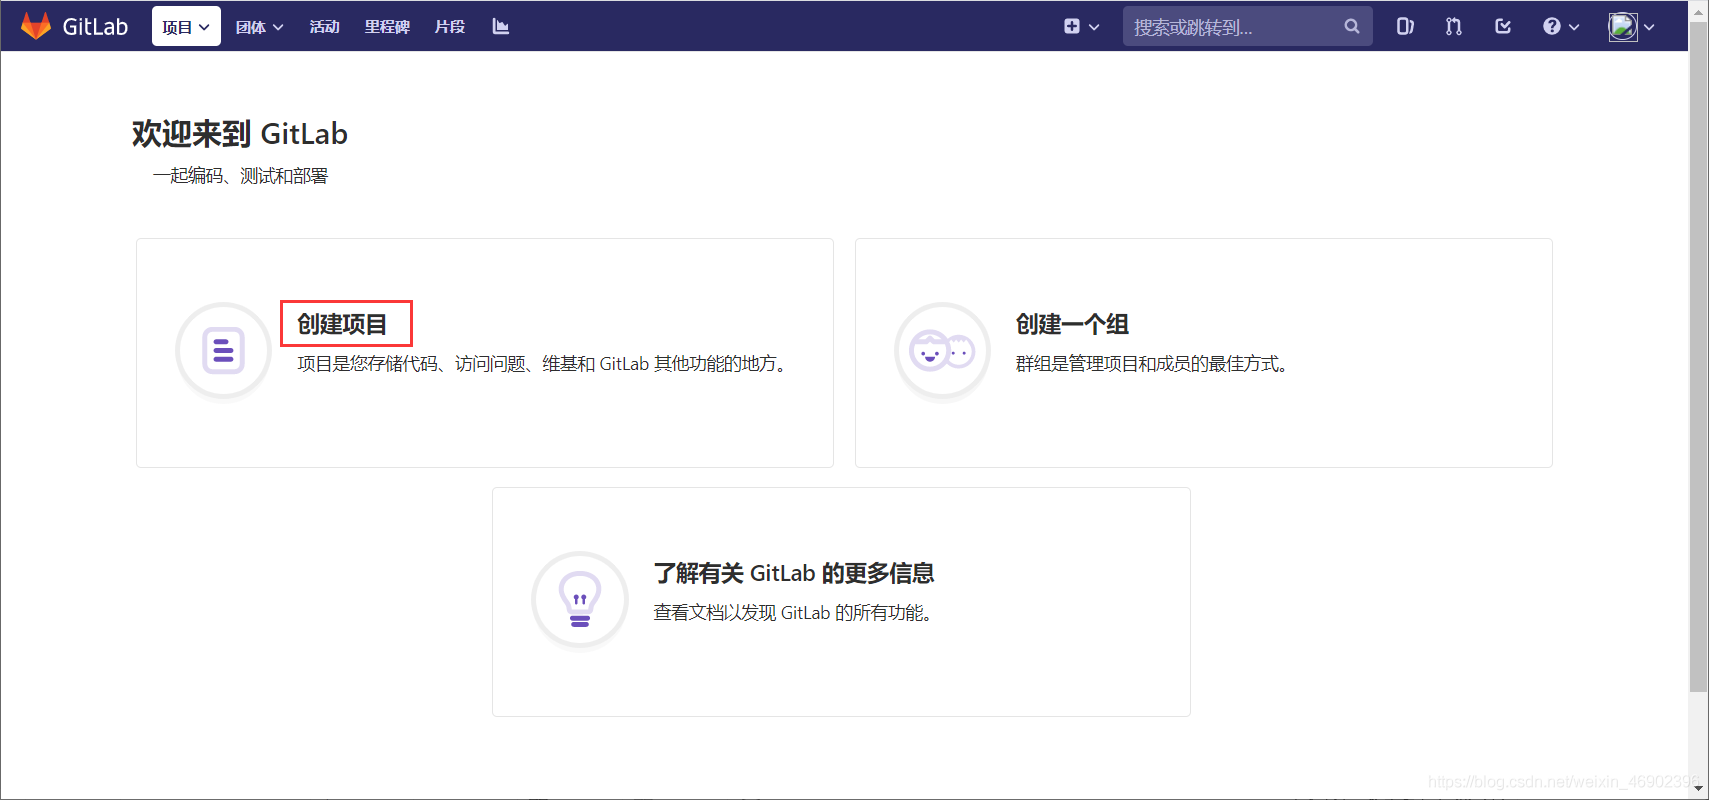 GitLab 项目 团体 活动 里程碑 片段 搜索或跳转到...
欢迎来到 GitLab
一起编码、测试和部署
创建项目
项目是您存储代码、访问问题、维基和 GitLab 其他功能的地方。
创建一个组
群组是管理项目和成员的最佳方式。
了解有关 GitLab 的更多信息
查看文档以发现 GitLab 的所有功能。
https://blog.csdn.net/weixin_46902396